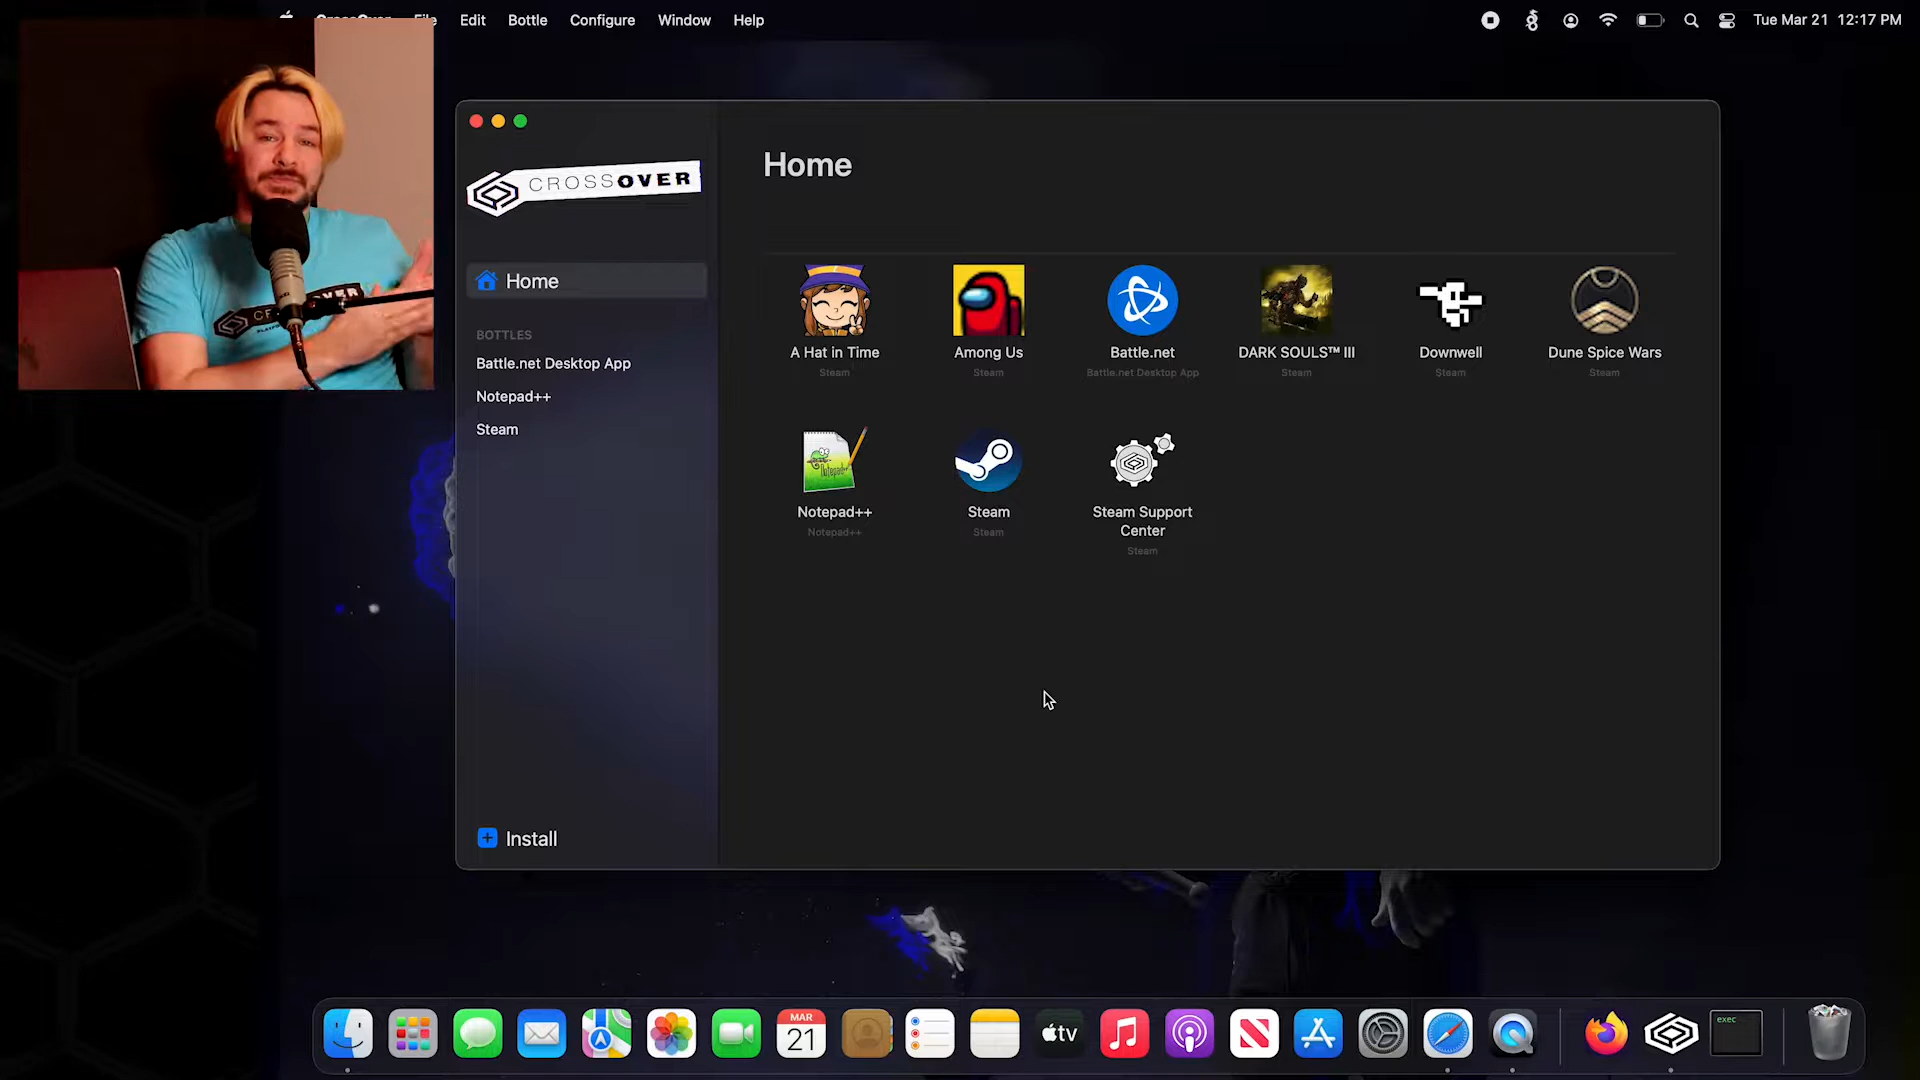 File Edit Bottle Configure Window Help
Tue Mar 21 12:17 PM
CROSSOVER
Home
Home
BOTTLES
Battle.net Desktop App
Notepad++
Steam
Install
A Hat in Time
Steam
Among Us
Steam
Battle.net
Battle.net Desktop App
DARK SOULS™ III
Steam
Downwell
Steam
Dune Spice Wars
Steam
Notepad++
Notepad++
Steam
Steam
Steam Support
Center
Steam
MAR
21
tv
exec